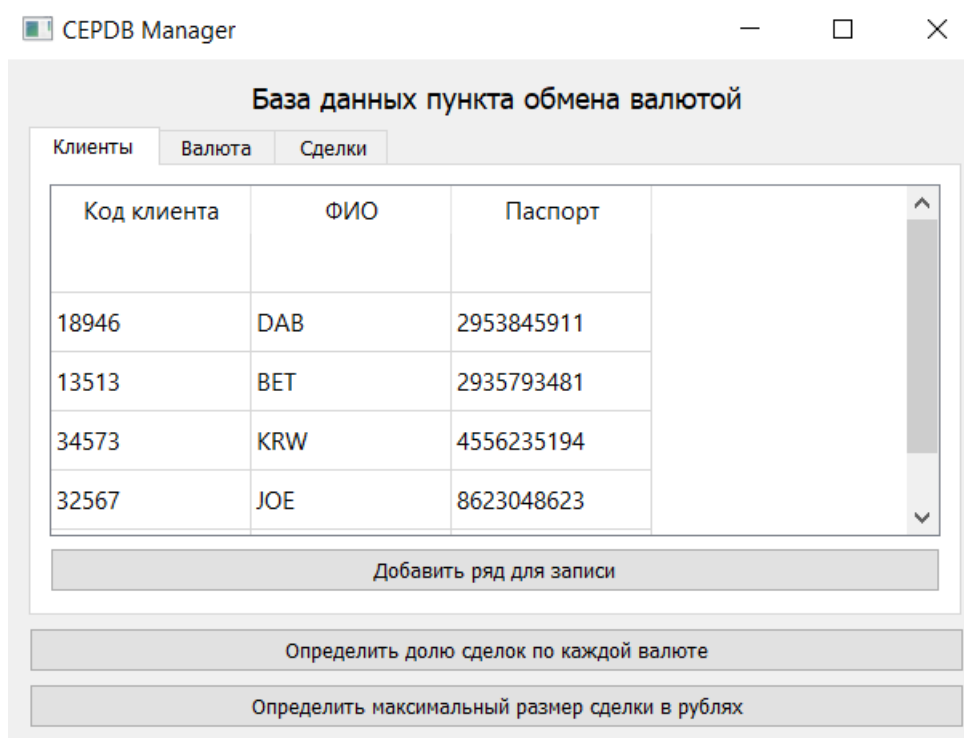 CEPDB Manager
База данных пункта обмена валютой
Клиенты Валюта Сделки
Код клиента ФИО Паспорт
18946 DAB 2953845911
13513 BET 2935793481
34573 KRW 4556235194
32567 JOE 8623048623
Добавить ряд для записи
Определить долю сделок по каждой валюте
Определить максимальный размер сделки в рублях